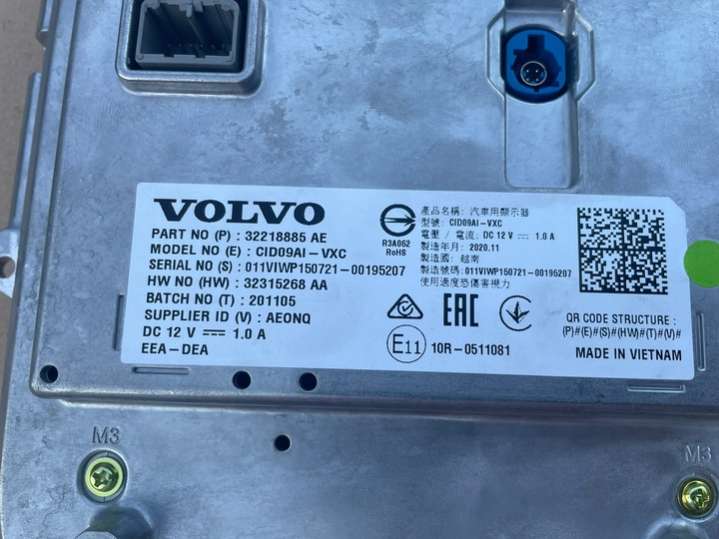 VOLVO
PART NO (P) : 32218885 AE
MODEL NO (E) : CID09AI-VXC
SERIAL NO (S) : 011VIWP150721-00195207
HW NO (HW) : 32315268 AA
BATCH NO (T) : 201105
SUPPLIER ID (V) : AEONQ
DC 12 V ⎓ 1.0 A
EEA-DEA
R3A052
RoHS
產品名稱: 汽車用顯示器
型號: CID09AI-VXC
電壓 / 電流: DC 12 V ⎓ 1.0 A
製造年月: 2020.11
製造國: 越南
製造號碼: 011VIWP150721-00195207
使用過度恐傷害視力
EAC
E11 10R-0511081
QR CODE STRUCTURE :
(P)#(E)#(S)#(HW)#(T)#(V)#
MADE IN VIETNAM
M3
M3